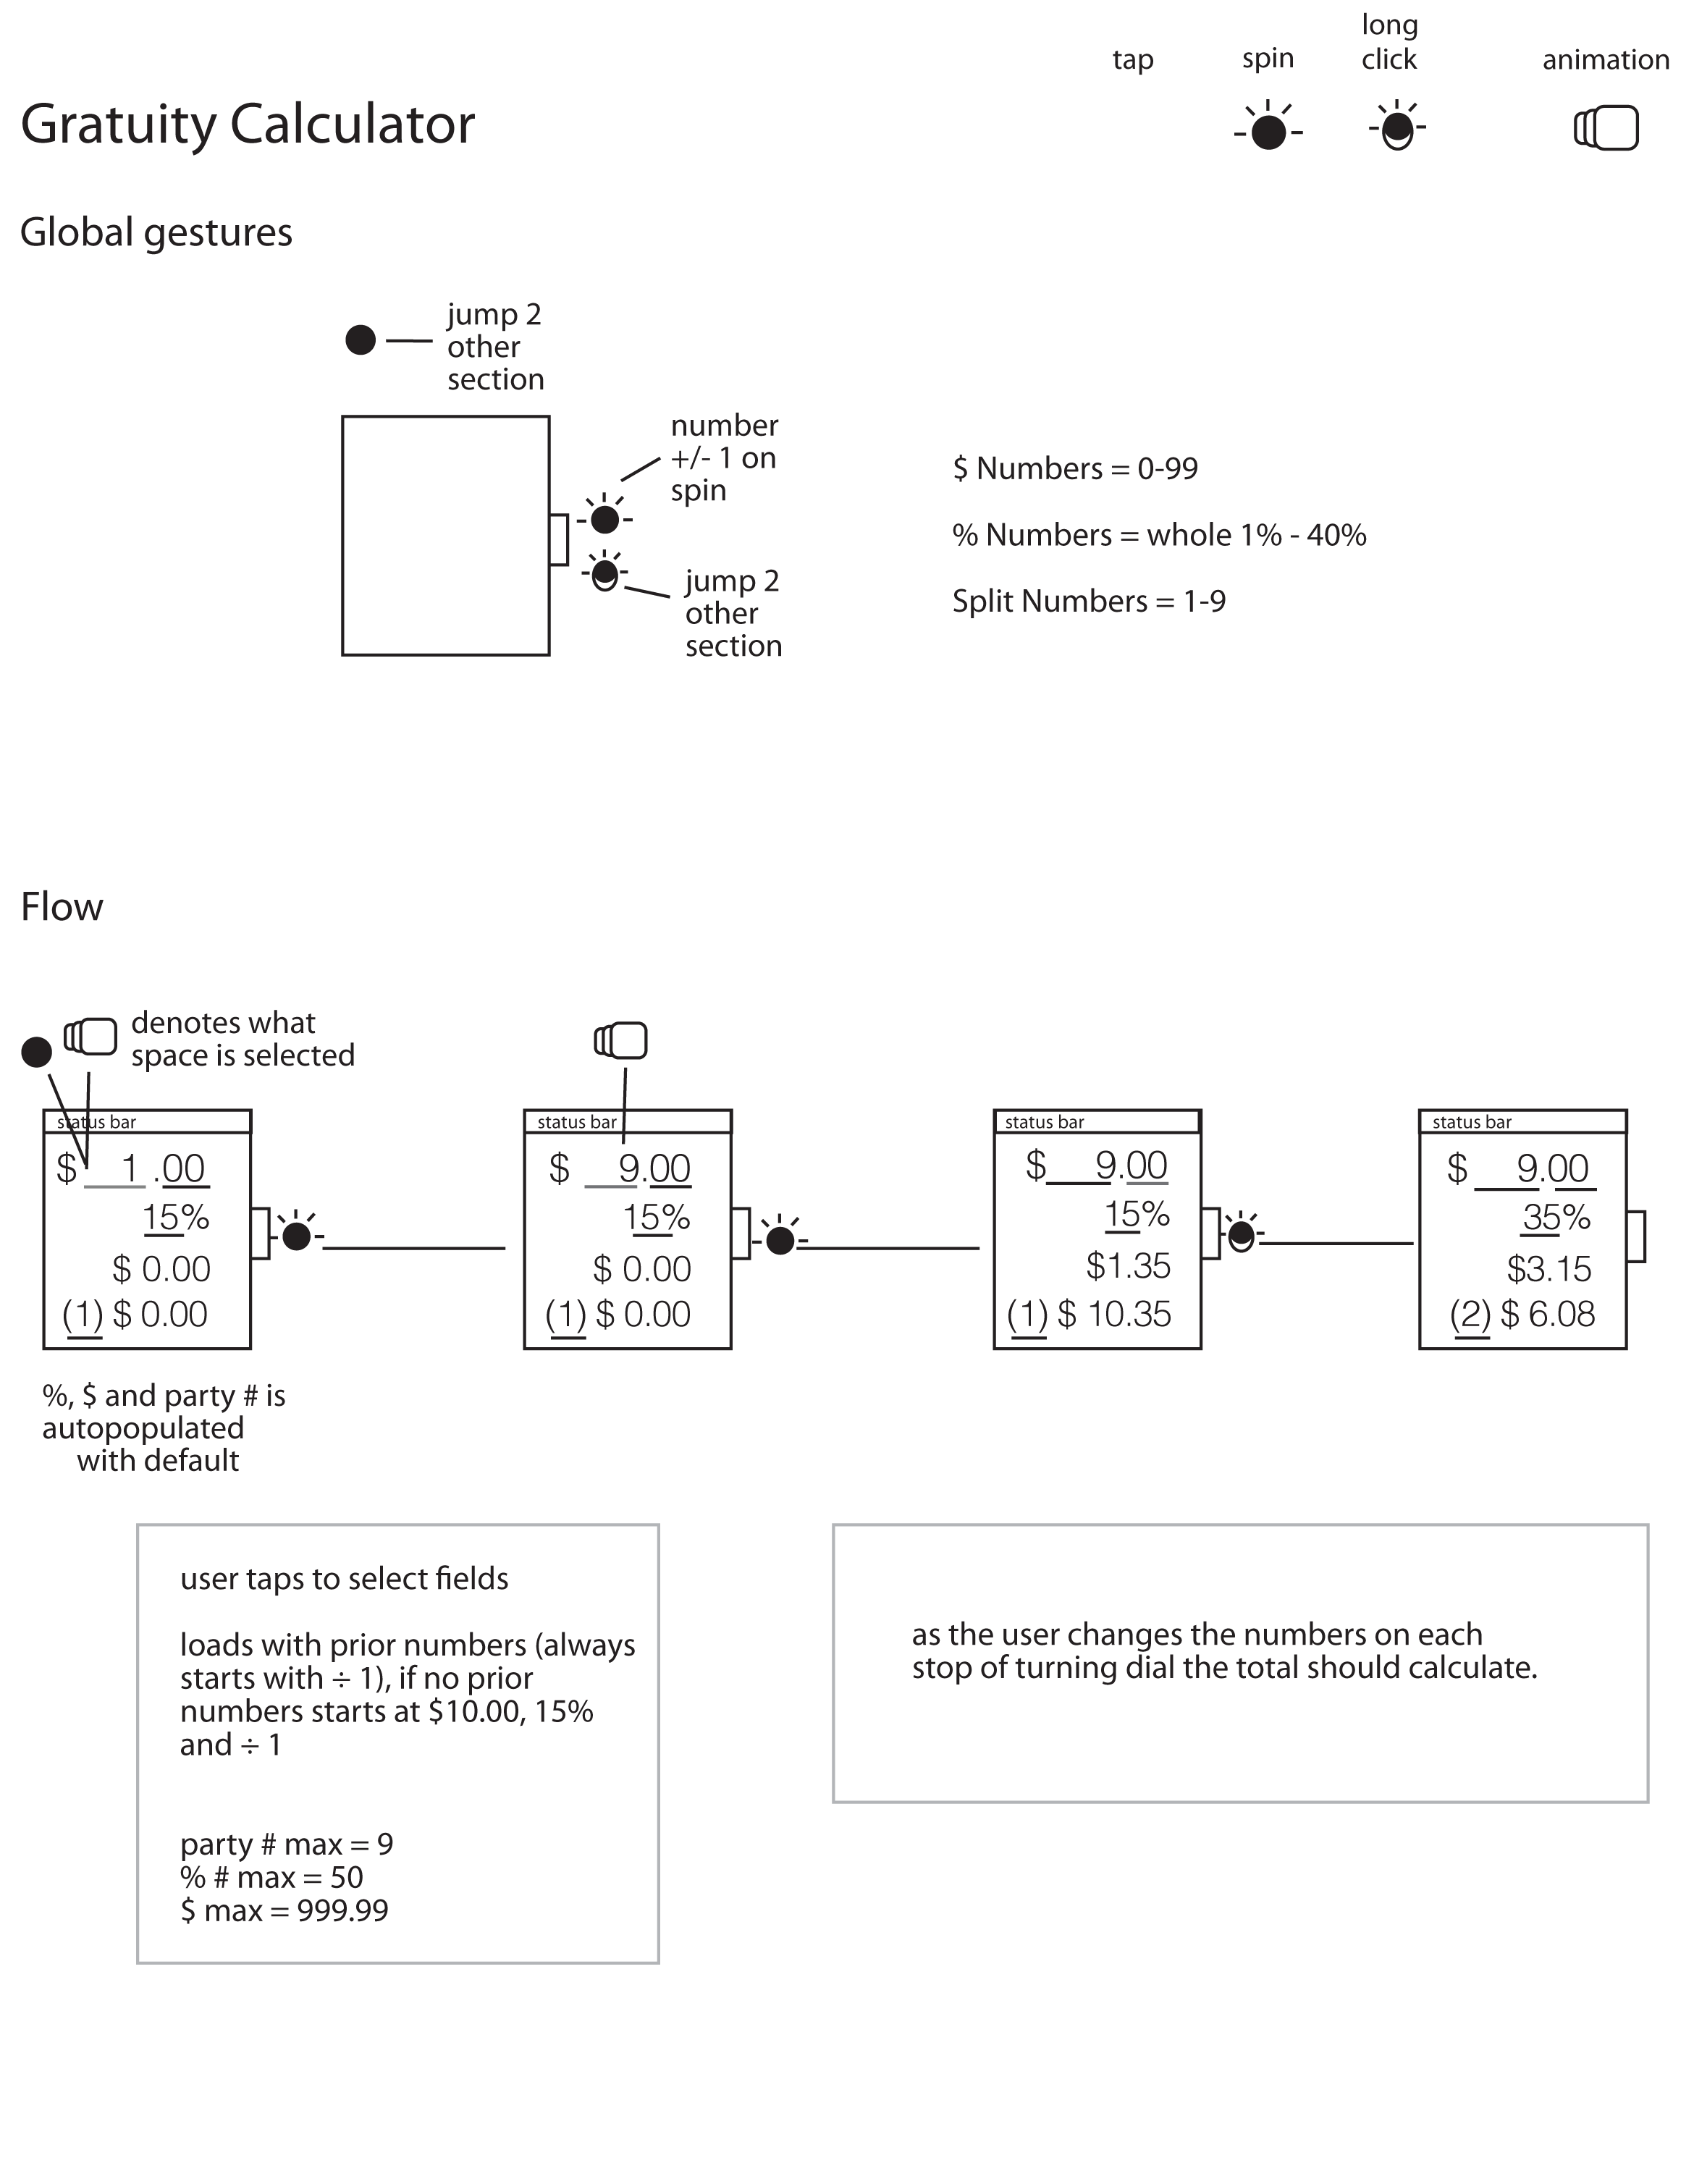 long
tap spin click animation
Gratuity Calculator
Global gestures
jump 2
other
section
number
+/- 1 on
spin
jump 2
other
section
$ Numbers = 0-99
% Numbers = whole 1% - 40%
Split Numbers = 1-9
Flow
denotes what
space is selected
status bar
$ 1 .00
15%
$ 0.00
(1) $ 0.00
status bar
$ 9.00
15%
$ 0.00
(1) $ 0.00
status bar
$ 9.00
15%
$1.35
(1) $ 10.35
status bar
$ 9.00
35%
$3.15
(2) $ 6.08
%, $ and party # is
autopopulated
with default
user taps to select fields
loads with prior numbers (always
starts with ÷ 1), if no prior
numbers starts at $10.00, 15%
and ÷ 1
party # max = 9
% # max = 50
$ max = 999.99
as the user changes the numbers on each
stop of turning dial the total should calculate.